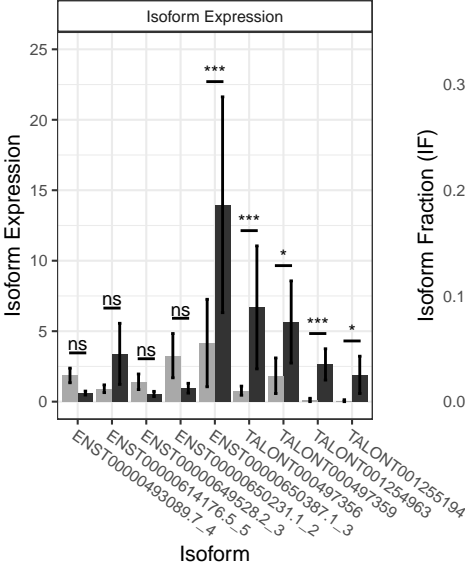 Isoform Expression
25
20
15
10
5
0
Isoform Expression
***
***
*
***
*
ns
ns
ns
ns
ENST00000493089.7_4
ENST00000614176.5_5
ENST00000649528.2_3
ENST00000650231.1_2
ENST00000650387.1_3
TALONT000497356
TALONT000497359
TALONT001254963
TALONT001255194
Isoform
0.3
0.2
0.1
0.0
Isoform Fraction (IF)